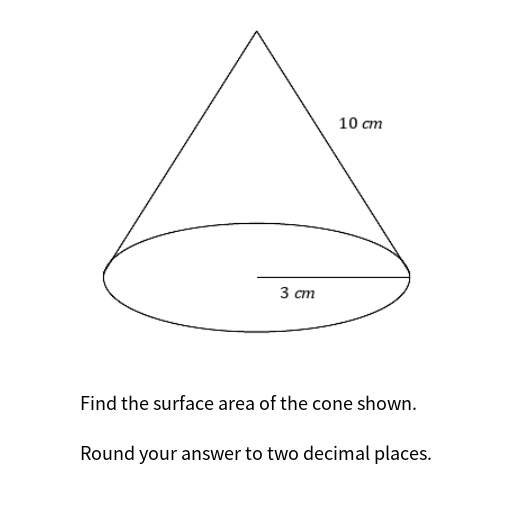 10 cm
3 cm
Find the surface area of the cone shown.
Round your answer to two decimal places.